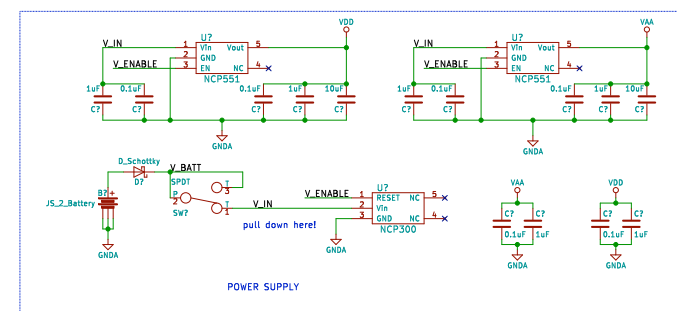 VDD
U?
V_IN
1 Vin Vout 5
2 GND
V_ENABLE
3 EN NC 4
NCP551
1uF 0.1uF 0.1uF 1uF 10uF
C? C? C? C? C?
GNDA
VAA
U?
V_IN
1 Vin Vout 5
2 GND
V_ENABLE
3 EN NC 4
NCP551
1uF 0.1uF 0.1uF 1uF 10uF
C? C? C? C? C?
GNDA
D_Schottky
V_BATT
D?
SPDT
B? +
JS_2_Battery
P
2
T
3
T
1
SW?
V_IN
pull down here!
GNDA
U?
V_ENABLE
1 RESET NC 5
2 Vin
3 GND NC 4
NCP300
GNDA
VAA
C? C?
0.1uF 1uF
GNDA
VDD
C? C?
0.1uF 1uF
GNDA
POWER SUPPLY